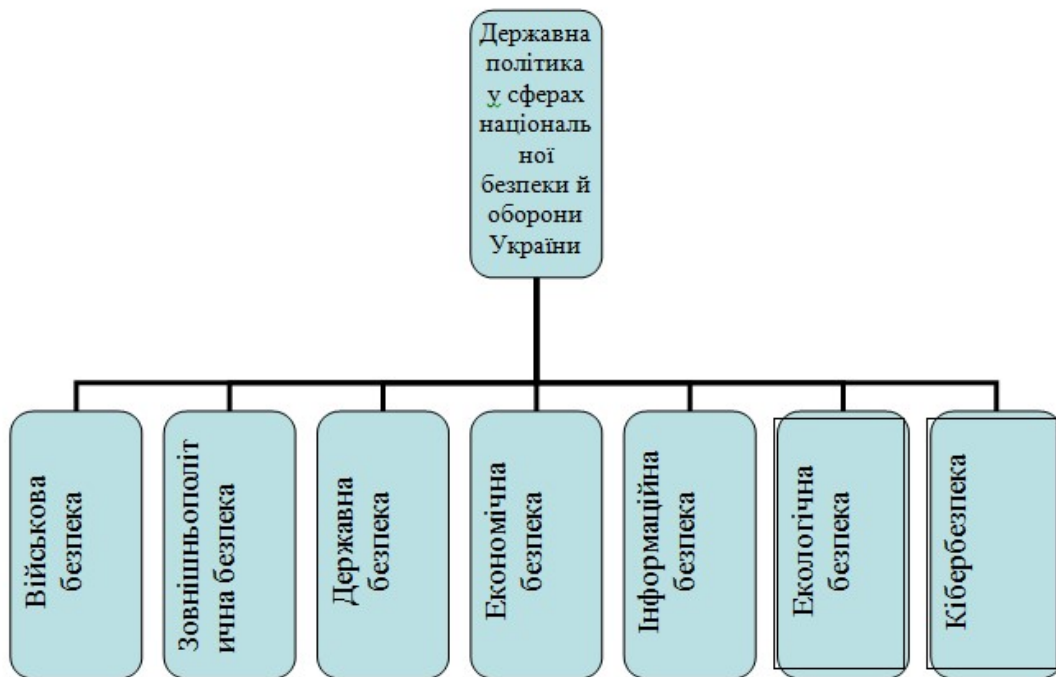 Державна
політика
у сферах
національ
ної
безпеки й
оборони
України
Військова
безпека
Зовнішньополіт
ична безпека
Державна
безпека
Економічна
безпека
Інформаційна
безпека
Екологічна
безпека
Кібербезпека